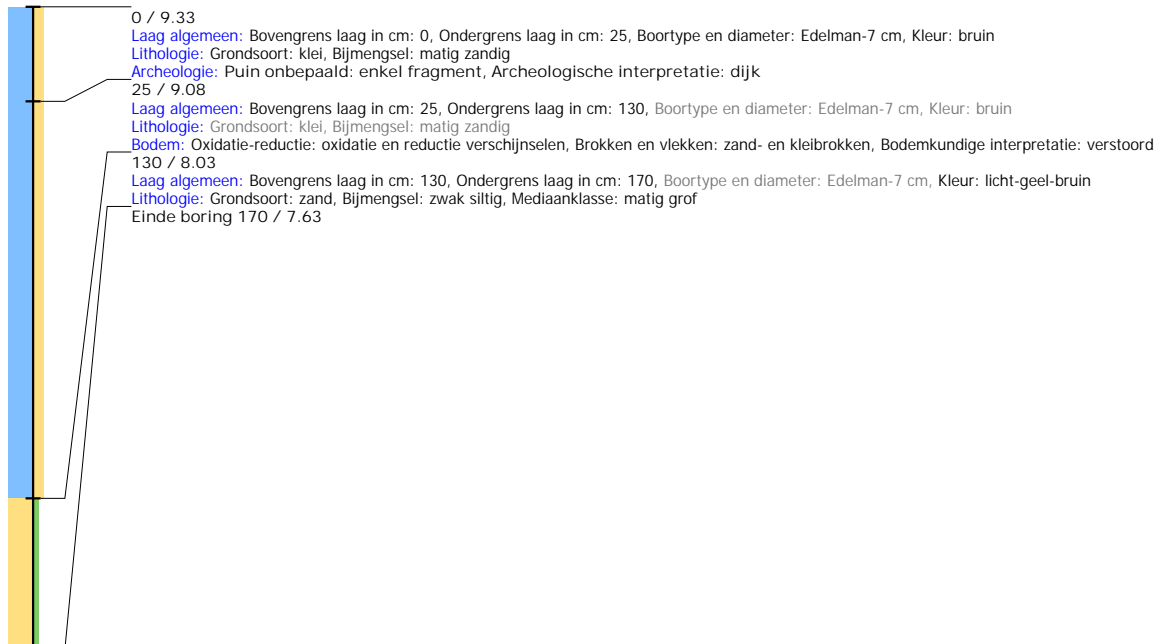 0 / 9.33
Laag algemeen: Bovengrens laag in cm: 0, Ondergrens laag in cm: 25, Boortype en diameter: Edelman-7 cm, Kleur: bruin
Lithologie: Grondsoort: klei, Bijmengsel: matig zandig
Archeologie: Puin onbepaald: enkel fragment, Archeologische interpretatie: dijk
25 / 9.08
Laag algemeen: Bovengrens laag in cm: 25, Ondergrens laag in cm: 130, Boortype en diameter: Edelman-7 cm, Kleur: bruin
Lithologie: Grondsoort: klei, Bijmengsel: matig zandig
Bodem: Oxidatie-reductie: oxidatie en reductie verschijnselen, Brokken en vlekken: zand- en kleibrokken, Bodemkundige interpretatie: verstoord
130 / 8.03
Laag algemeen: Bovengrens laag in cm: 130, Ondergrens laag in cm: 170, Boortype en diameter: Edelman-7 cm, Kleur: licht-geel-bruin
Lithologie: Grondsoort: zand, Bijmengsel: zwak siltig, Mediaanklasse: matig grof
Einde boring 170 / 7.63